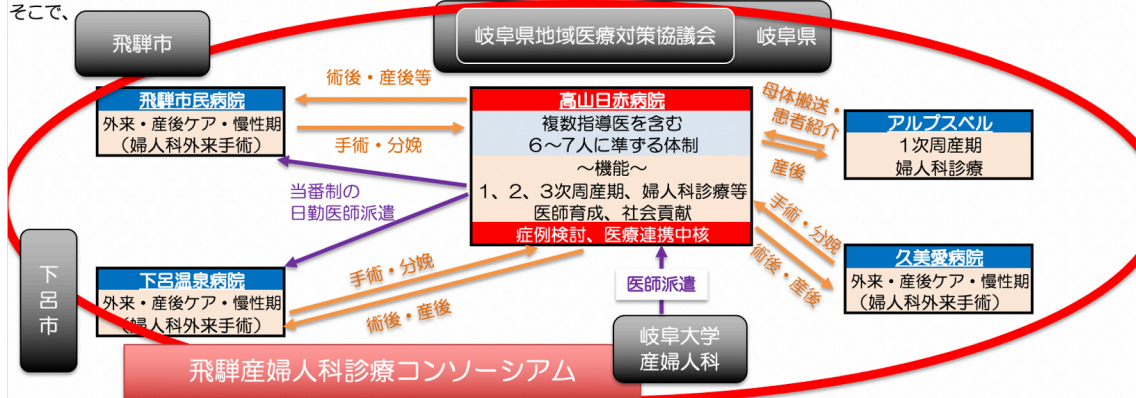 そこで、
飛騨市
岐阜県地域医療対策協議会
岐阜県
飛騨市民病院
外来・産後ケア・慢性期
（婦人科外来手術）
術後・産後等
手術・分娩
高山日赤病院
複数指導医を含む
6～7人に準ずる体制
～機能～
1、2、3次周産期、婦人科診療等
医師育成、社会貢献
症例検討、医療連携中核
母体搬送・
患者紹介
産後
アルプスベル
1次周産期
婦人科診療
当番制の
日勤医師派遣
手術・分娩
術後・産後
久美愛病院
外来・産後ケア・慢性期
（婦人科外来手術）
下呂市
下呂温泉病院
外来・産後ケア・慢性期
（婦人科外来手術）
手術・分娩
術後・産後
医師派遣
岐阜大学
産婦人科
飛騨産婦人科診療コンソーシアム